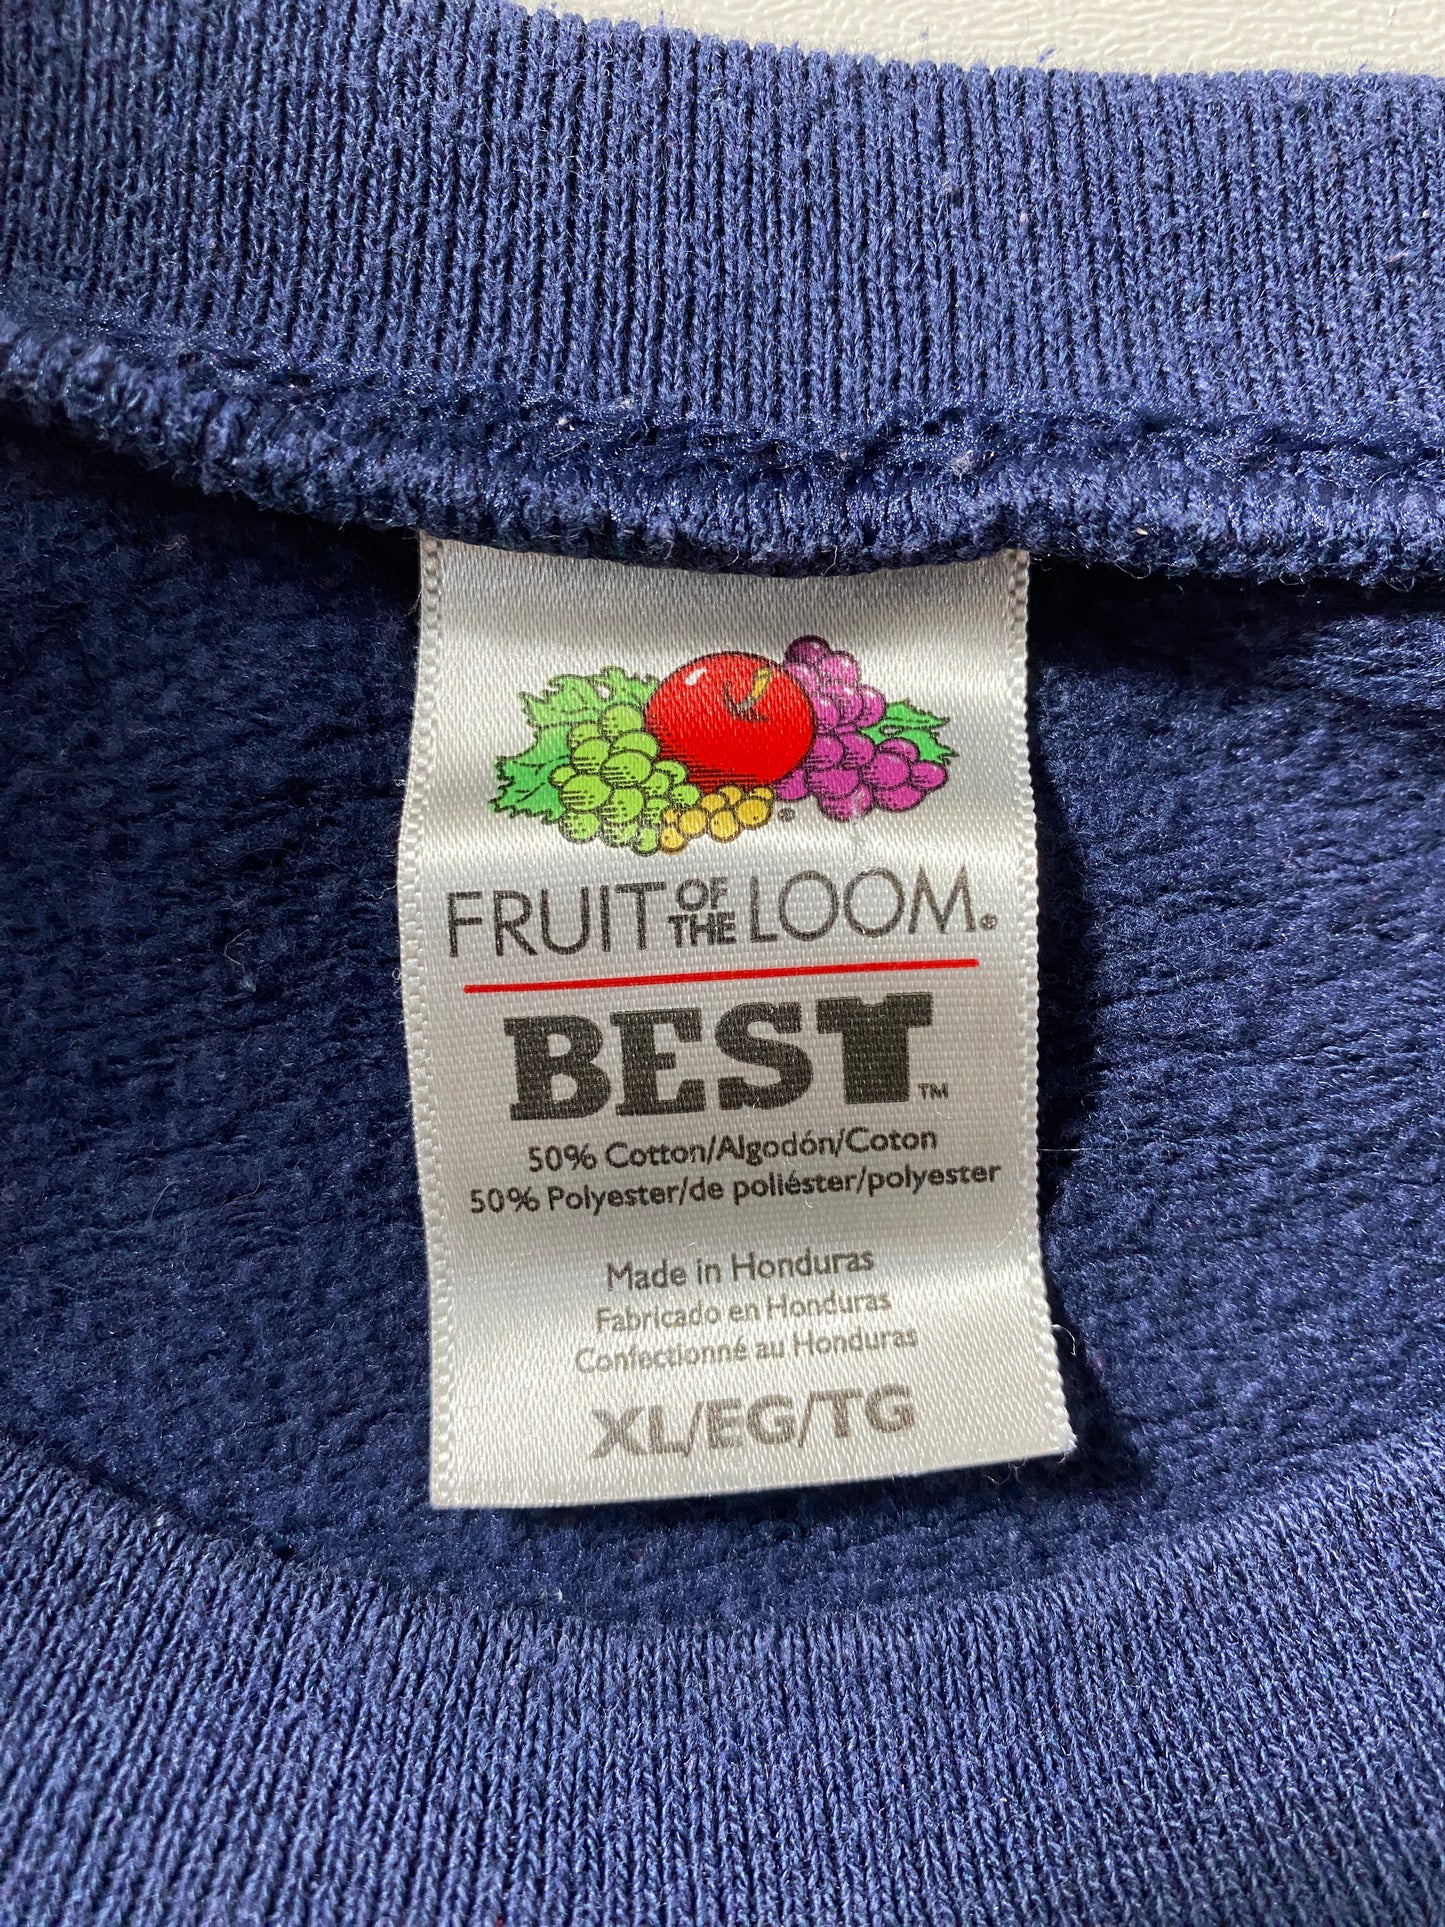 FRUIT OF THE LOOM®
BEST™
50% Cotton/Algodón/Coton
50% Polyester/de poliéster/polyester
Made in Honduras
Fabricado en Honduras
Confectionné au Honduras
XL/EG/TG